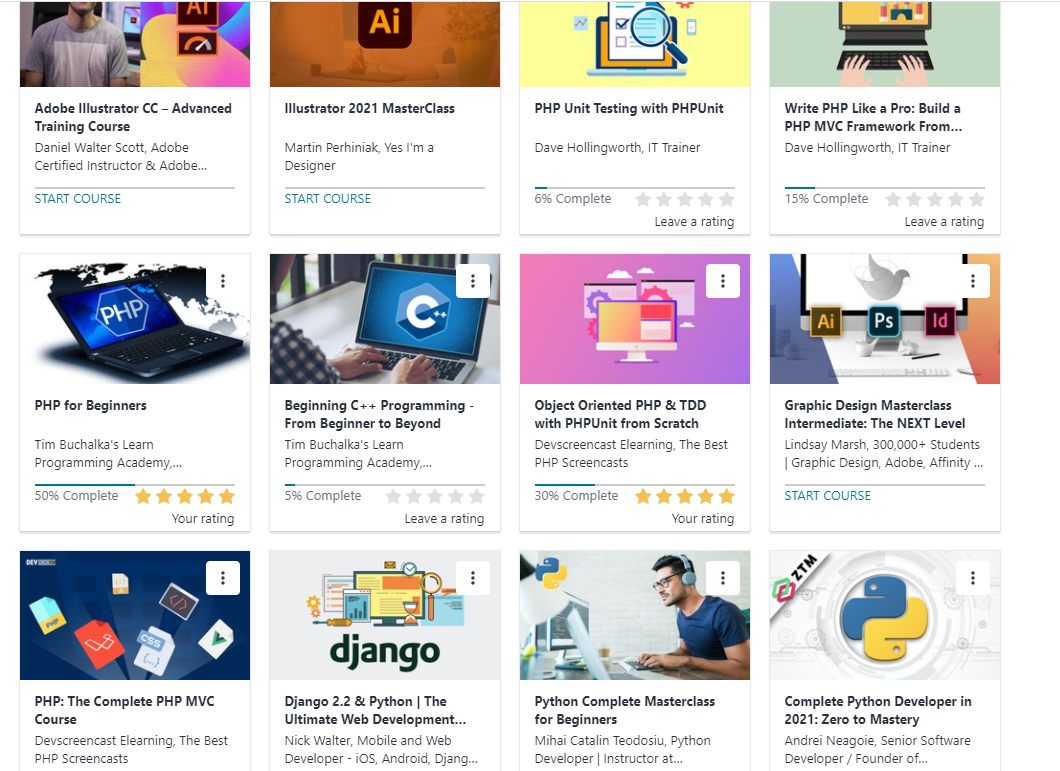 Ai
Ai
Adobe Illustrator CC – Advanced
Training Course
Daniel Walter Scott, Adobe
Certified Instructor & Adobe...
START COURSE
Illustrator 2021 MasterClass
Martin Perhiniak, Yes I'm a
Designer
START COURSE
PHP Unit Testing with PHPUnit
Dave Hollingworth, IT Trainer
6% Complete
Leave a rating
Write PHP Like a Pro: Build a
PHP MVC Framework From...
Dave Hollingworth, IT Trainer
15% Complete
Leave a rating
PHP
PHP for Beginners
Tim Buchalka's Learn
Programming Academy,...
50% Complete
Your rating
C++
Beginning C++ Programming -
From Beginner to Beyond
Tim Buchalka's Learn
Programming Academy,...
5% Complete
Leave a rating
Object Oriented PHP & TDD
with PHPUnit from Scratch
Devscreencast Elearning, The Best
PHP Screencasts
30% Complete
Your rating
Ai Ps Id
Graphic Design Masterclass
Intermediate: The NEXT Level
Lindsay Marsh, 300,000+ Students
| Graphic Design, Adobe, Affinity ...
START COURSE
PHP
CSS
{...}
PHP: The Complete PHP MVC
Course
Devscreencast Elearning, The Best
PHP Screencasts
django
Django 2.2 & Python | The
Ultimate Web Development...
Nick Walter, Mobile and Web
Developer - iOS, Android, Djang...
Python Complete Masterclass
for Beginners
Mihai Catalin Teodosiu, Python
Developer | Instructor at...
ZTM
Complete Python Developer in
2021: Zero to Mastery
Andrei Neagoie, Senior Software
Developer / Founder of...